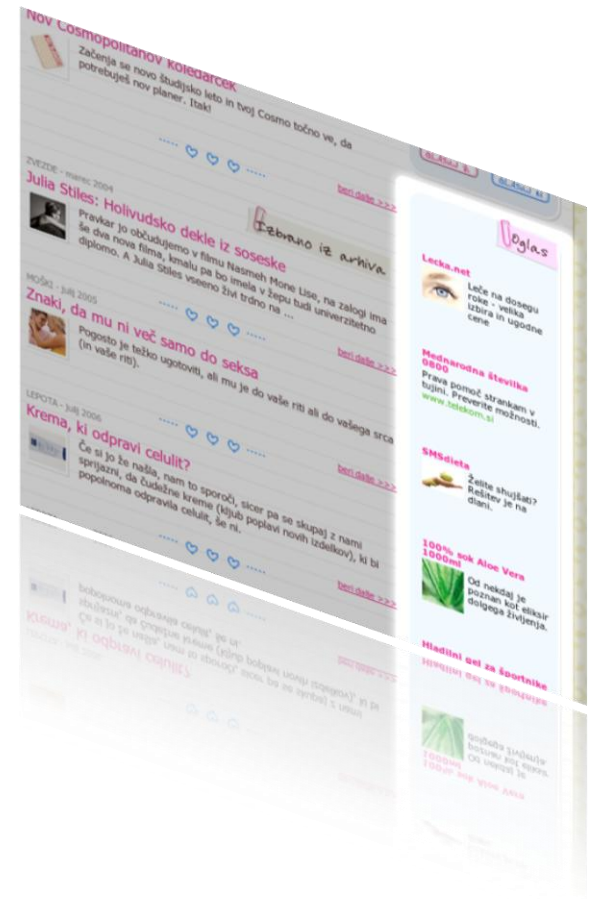 Nov Cosmopolitanov koledarček
Začenja se novo študijsko leto in tvoj Cosmo točno ve, da
potrebuješ nov planer. Itak!
beri dalje >>>
Izbrano iz arhiva
ZVEZDE - marec 2004
Julia Stiles: Holivudsko dekle iz soseske
Pravkar jo občudujemo v filmu Nasmeh Mone Lise, na zalogi ima
še dva nova filma, kmalu pa bo imela v žepu tudi univerzitetno
diplomo. A Julia Stiles vseeno živi trdno na ...
beri dalje >>>
MOŠKI - julij 2005
Znaki, da mu ni več samo do seksa
Pogosto je težko ugotoviti, ali mu je do vaše riti ali do vašega srca
(in vaše riti).
beri dalje >>>
LEPOTA - julij 2006
Krema, ki odpravi celulit?
Če si jo že našla, nam to sporoči, sicer pa se skupaj z nami
sprijazni, da čudežne kreme (kljub poplavi novih izdelkov), ki bi
popolnoma odpravila celulit, še ni.
beri dalje >>>
Oglas
Lecka.net
Leče na dosegu
roke - velika
izbira in ugodne
cene
Mednarodna številka
0800
Prava pomoč strankam v
tujini. Preverite možnosti.
www.telekom.si
SMSdieta
Želite shujšati?
Rešitev je na
dlani.
100% sok Aloe Vera
1000ml
Od nekdaj je
poznan kot eliksir
dolgega življenja.
Hladilni gel za športnike